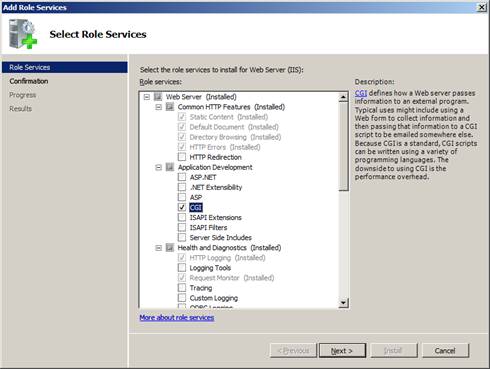 Add Role Services
Select Role Services
Role Services
Confirmation
Progress
Results
Select the role services to install for Web Server (IIS):
Role services:
Web Server (Installed)
Common HTTP Features (Installed)
Static Content (Installed)
Default Document (Installed)
Directory Browsing (Installed)
HTTP Errors (Installed)
HTTP Redirection
Application Development
ASP.NET
.NET Extensibility
ASP
CGI
ISAPI Extensions
ISAPI Filters
Server Side Includes
Health and Diagnostics (Installed)
HTTP Logging (Installed)
Logging Tools
Request Monitor (Installed)
Tracing
Custom Logging
ODBC Logging
More about role services
Description:
CGI defines how a Web server passes
information to an external program.
Typical uses might include using a
Web form to collect information and
then passing that information to a CGI
script to be emailed somewhere else.
Because CGI is a standard, CGI scripts
can be written using a variety of
programming languages. The
downside to using CGI is the
performance overhead.
< Previous
Next >
Install
Cancel